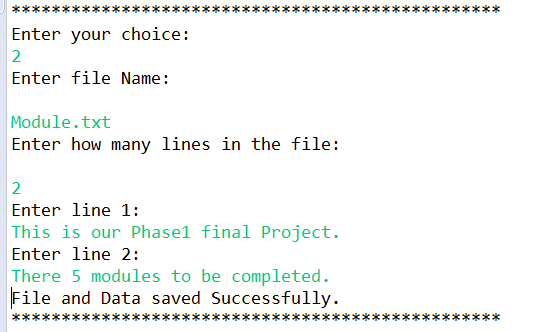 *************************************************
Enter your choice:
2
Enter file Name:
Module.txt
Enter how many lines in the file:
2
Enter line 1:
This is our Phase1 final Project.
Enter line 2:
There 5 modules to be completed.
File and Data saved Successfully.
*************************************************